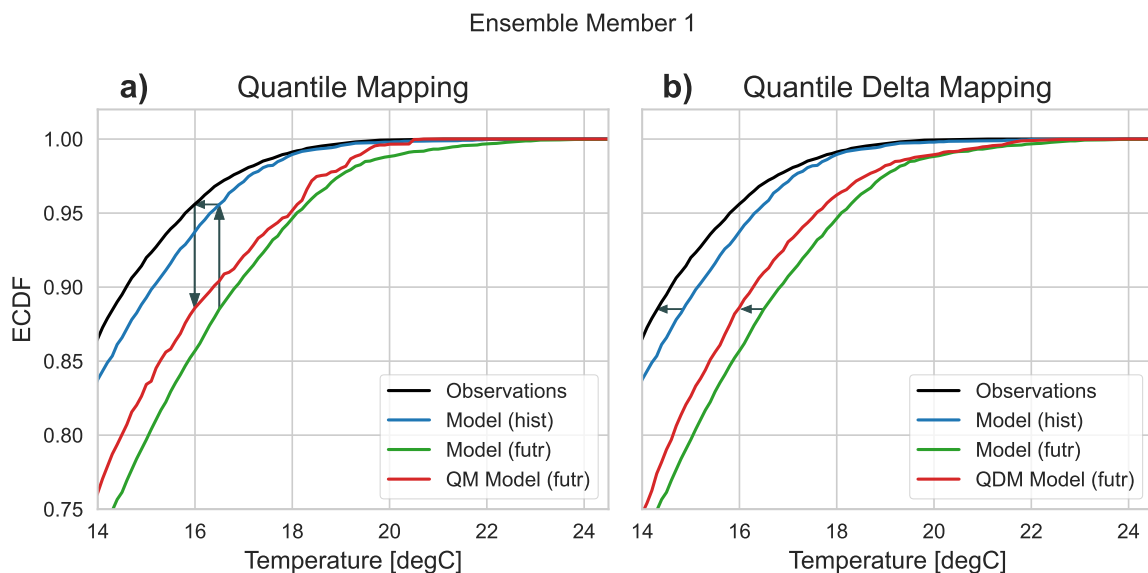 Ensemble Member 1
a) Quantile Mapping
b) Quantile Delta Mapping
ECDF
1.00
0.95
0.90
0.85
0.80
0.75
Observations
Model (hist)
Model (futr)
QM Model (futr)
14 16 18 20 22 24
Temperature [degC]
Observations
Model (hist)
Model (futr)
QDM Model (futr)
14 16 18 20 22 24
Temperature [degC]